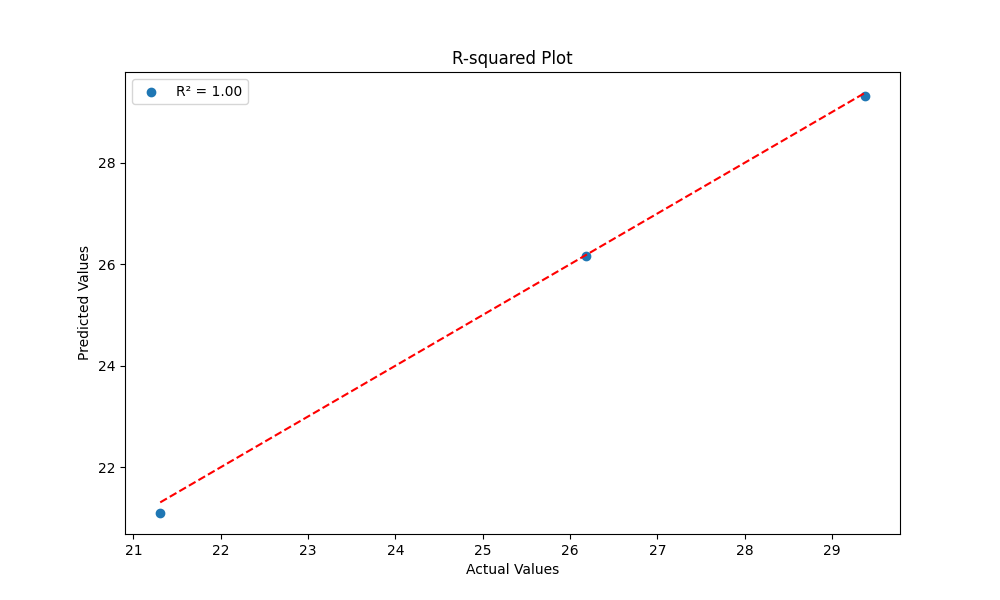 R-squared Plot
R² = 1.00
Predicted Values
28
26
24
22
21 22 23 24 25 26 27 28 29
Actual Values